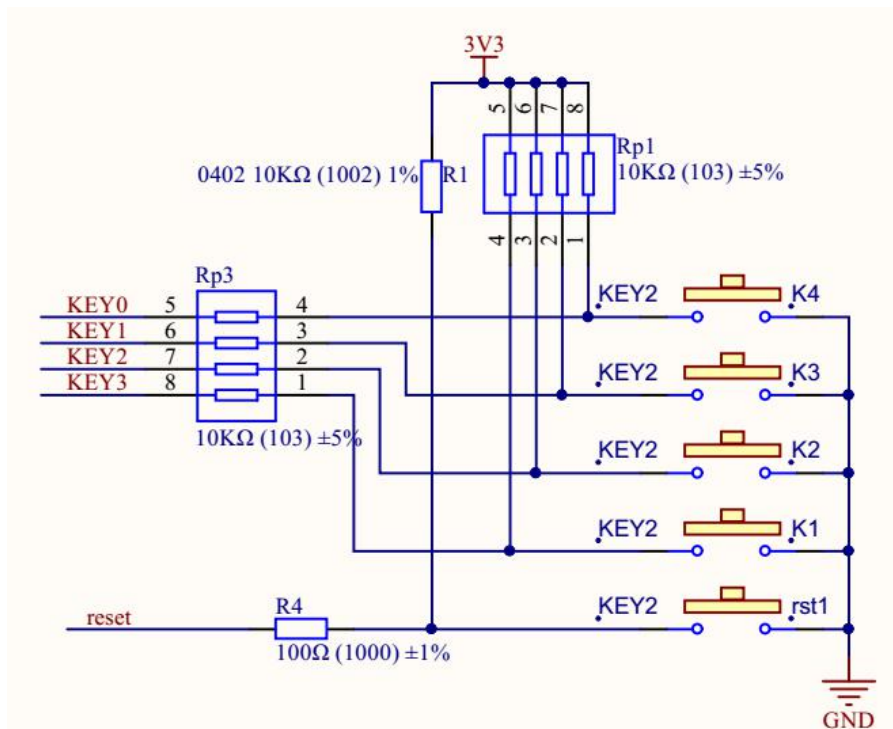 3V3
5 6 7 8
Rp1
0402 10KΩ (1002) 1% R1 10KΩ (103) ±5%
4 3 2 1
Rp3
KEY0 5 4 KEY2 K4
KEY1 6 3
KEY2 7 2
KEY3 8 1 KEY2 K3
10KΩ (103) ±5%
KEY2 K2
KEY2 K1
reset R4 KEY2 rst1
100Ω (1000) ±1%
GND